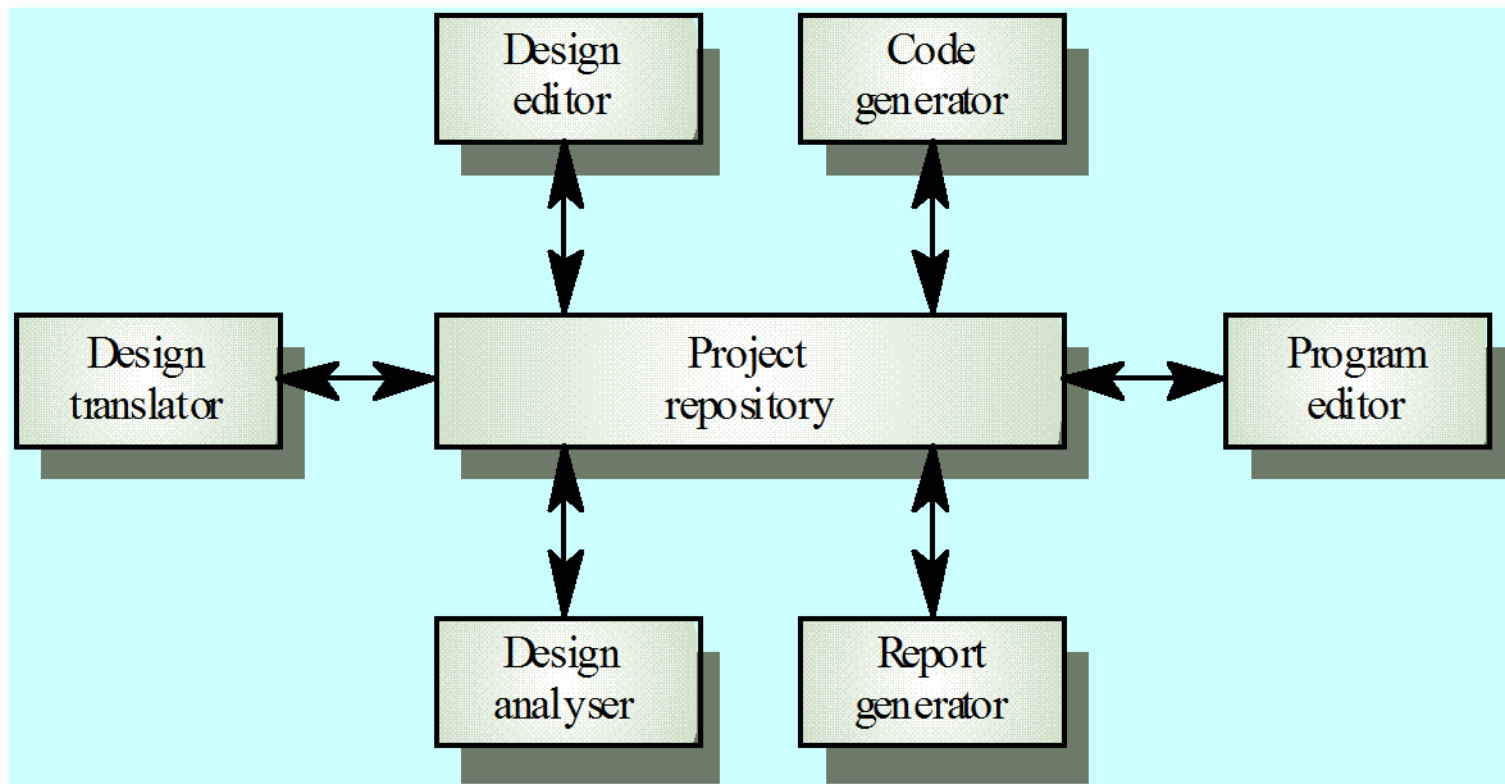 Design
editor
Code
generator
Design
translator
Project
repository
Program
editor
Design
analyser
Report
generator